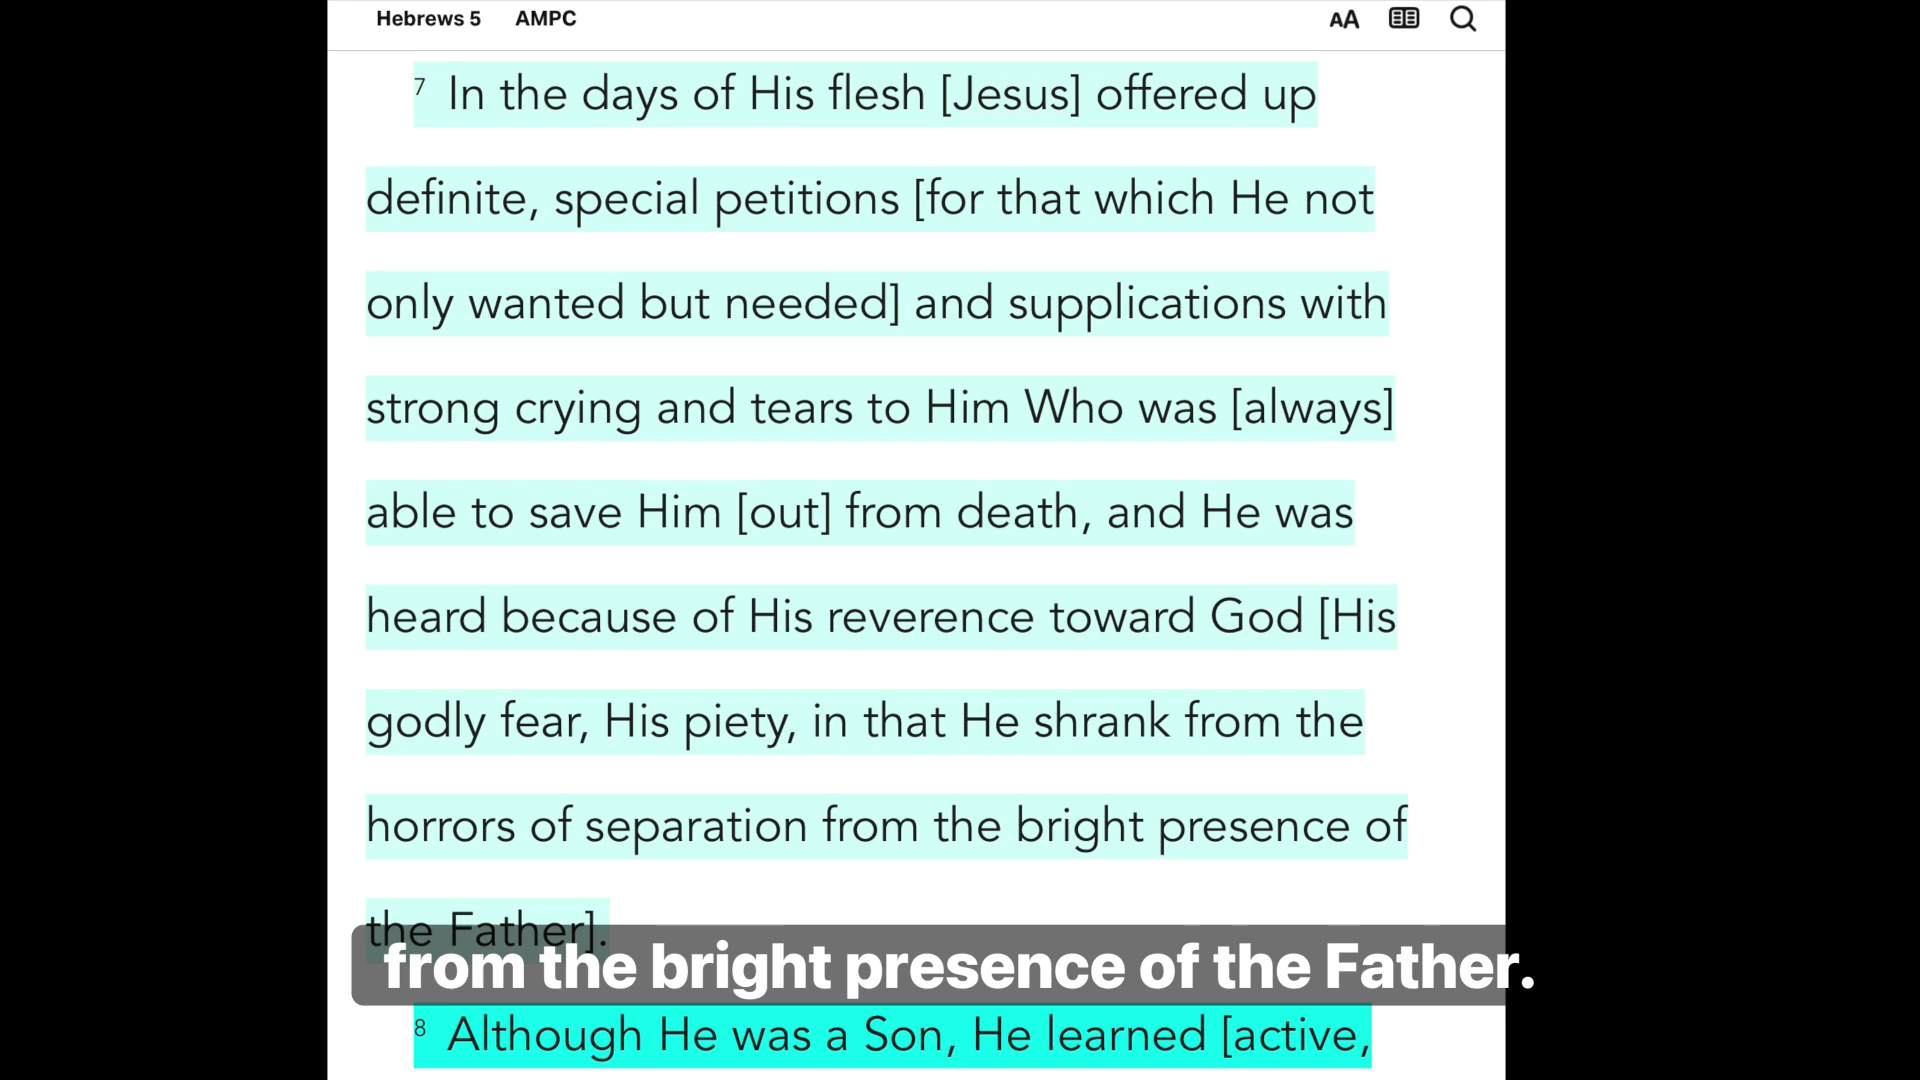 Hebrews 5 AMPC AA
7 In the days of His flesh [Jesus] offered up
definite, special petitions [for that which He not
only wanted but needed] and supplications with
strong crying and tears to Him Who was [always]
able to save Him [out] from death, and He was
heard because of His reverence toward God [His
godly fear, His piety, in that He shrank from the
horrors of separation from the bright presence of
the Father].
from the bright presence of the Father.
8 Although He was a Son, He learned [active,